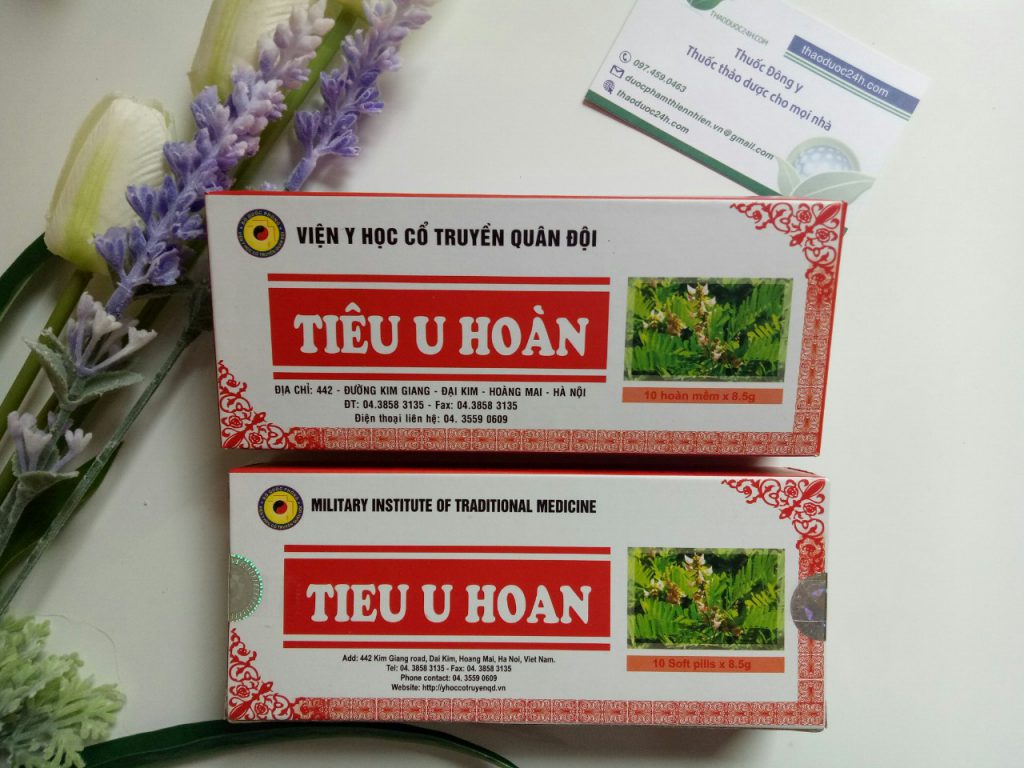 THAODUOC24H.COM
thaoduoc24h.com
Thuốc Đông y
Thuốc thảo dược cho mọi nhà
097.459.0463
duocphamthiennhien.vn@gmail.com
thaoduoc24h.com
VIỆN Y HỌC CỔ TRUYỀN QUÂN ĐỘI
TIÊU U HOÀN
10 hoàn mềm x 8.5g
ĐỊA CHỈ: 442 - ĐƯỜNG KIM GIANG - ĐẠI KIM - HOÀNG MAI - HÀ NỘI
ĐT: 04.3858 3135 - Fax: 04.3858 3135
Điện thoại liên hệ: 04. 3559 0609
MILITARY INSTITUTE OF TRADITIONAL MEDICINE
TIEU U HOAN
10 Soft pills x 8.5g
Add: 442 Kim Giang road, Dai Kim, Hoang Mai, Ha Noi, Viet Nam.
Tel: 04. 3858 3135 - Fax: 04. 3858 3135
Phone contact: 04. 3559 0609
Website: http://yhoccotruyenqd.vn